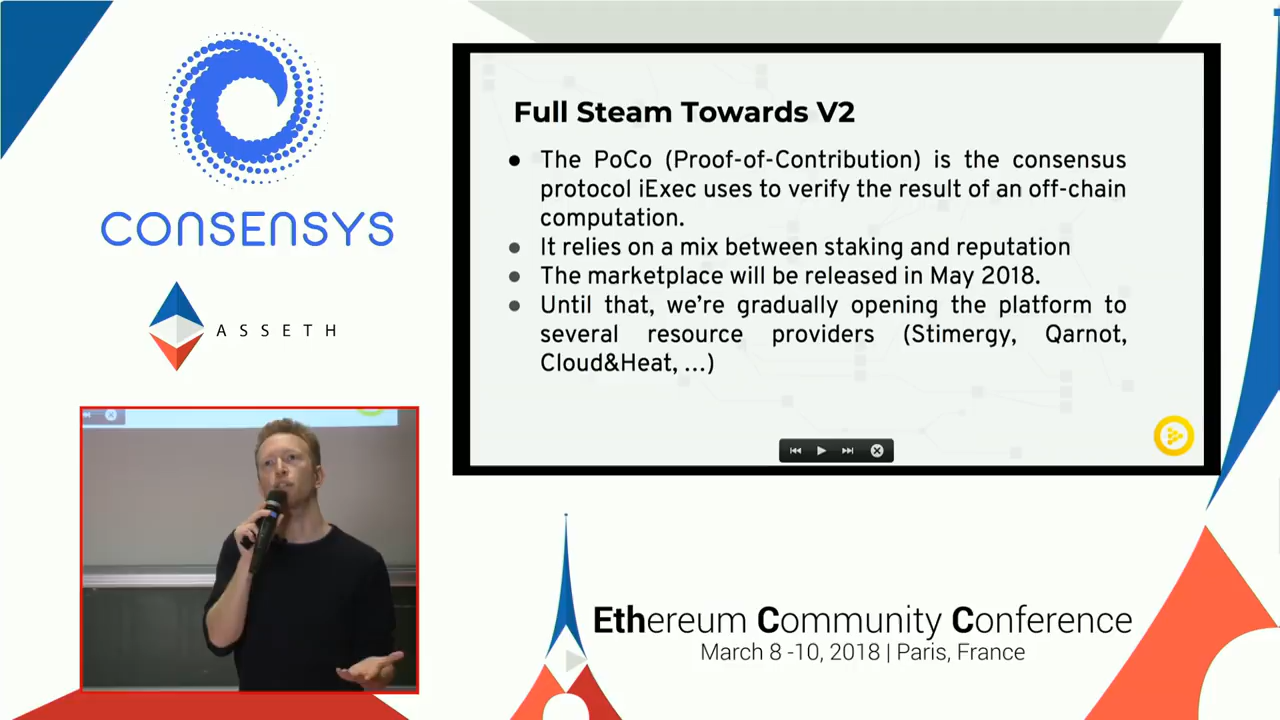 CONSENSYS
ASSETH
Full Steam Towards V2
● The PoCo (Proof-of-Contribution) is the consensus
protocol iExec uses to verify the result of an off-chain
computation.
● It relies on a mix between staking and reputation
● The marketplace will be released in May 2018.
● Until that, we're gradually opening the platform to
several resource providers (Stimergy, Qarnot,
Cloud&Heat, ...)
Ethereum Community Conference
March 8 -10, 2018 | Paris, France